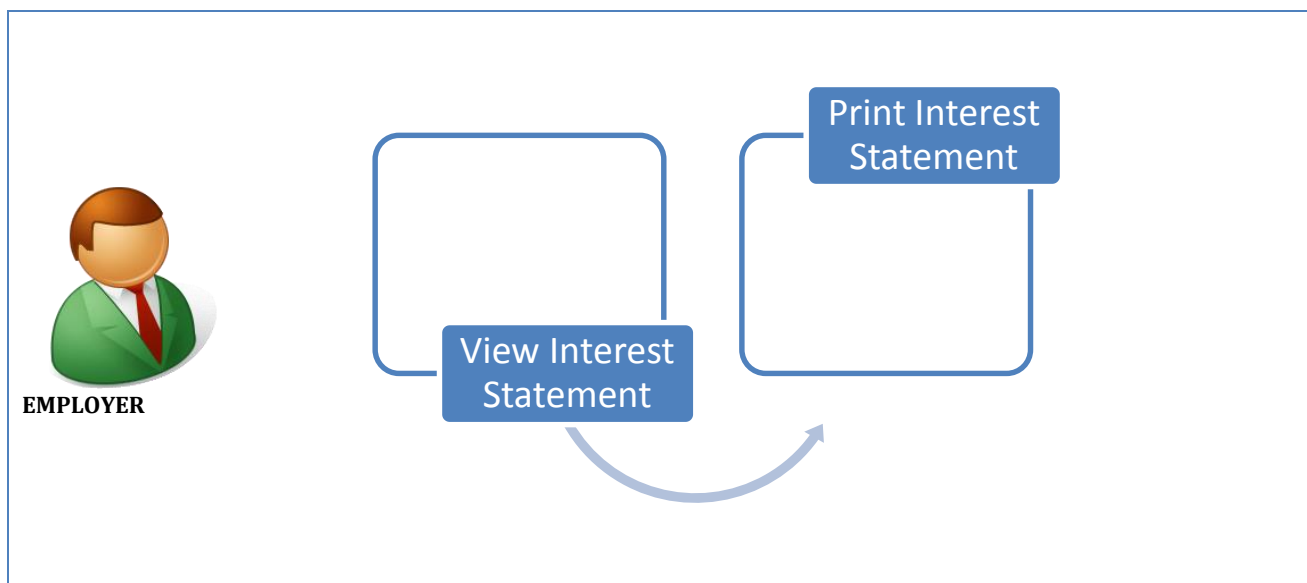 EMPLOYER
View Interest
Statement
Print Interest
Statement